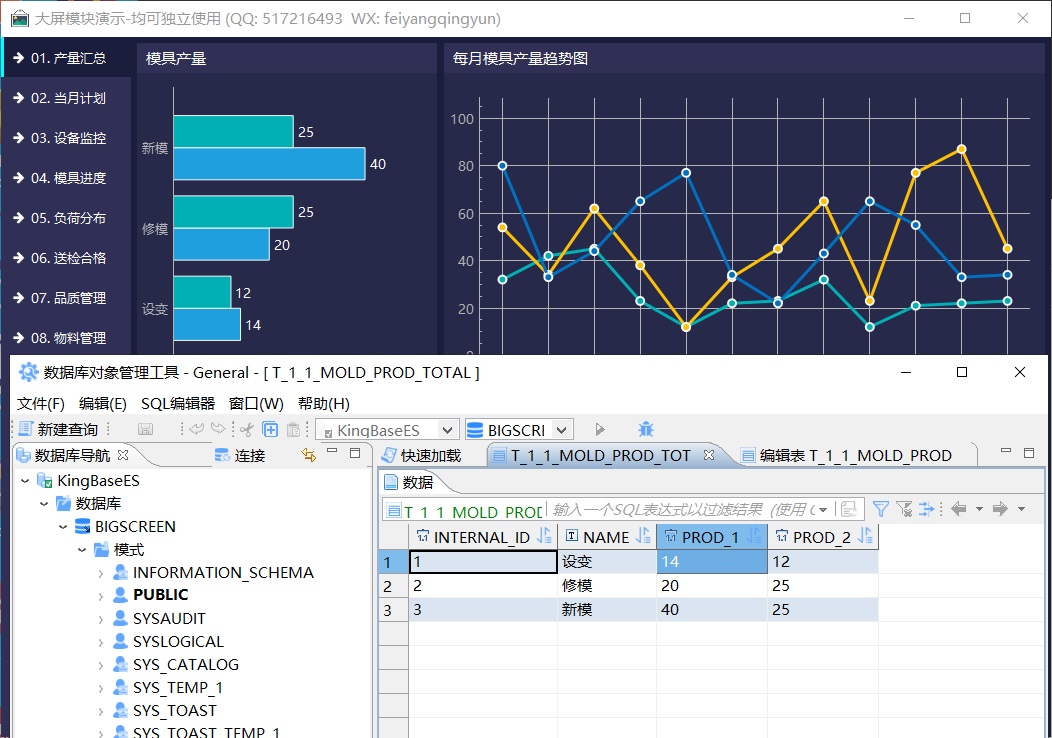 大屏模块演示-均可独立使用 (QQ: 517216493 WX: feiyangqingyun)
01. 产量汇总
02. 当月计划
03. 设备监控
04. 模具进度
05. 负荷分布
06. 送检合格
07. 品质管理
08. 物料管理
模具产量
新模
25
40
修模
25
20
设变
12
14
每月模具产量趋势图
100
80
60
40
20
数据库对象管理工具 - General - [ T_1_1_MOLD_PROD_TOTAL ]
文件(F) 编辑(E) SQL编辑器 窗口(W) 帮助(H)
新建查询 KingBaseES BIGSCRI
数据库导航 连接
KingBaseES
数据库
BIGSCREEN
模式
INFORMATION_SCHEMA
PUBLIC
SYSAUDIT
SYSLOGICAL
SYS_CATALOG
SYS_TEMP_1
SYS_TOAST
SYS_TOAST_TEMP_1
快速加载 T_1_1_MOLD_PROD_TOT 编辑表 T_1_1_MOLD_PROD
数据
T_1_1_MOLD_PROD 输入一个SQL表达式以过滤结果 (使用 C
INTERNAL_ID NAME PROD_1 PROD_2
1 1 设变 14 12
2 2 修模 20 25
3 3 新模 40 25